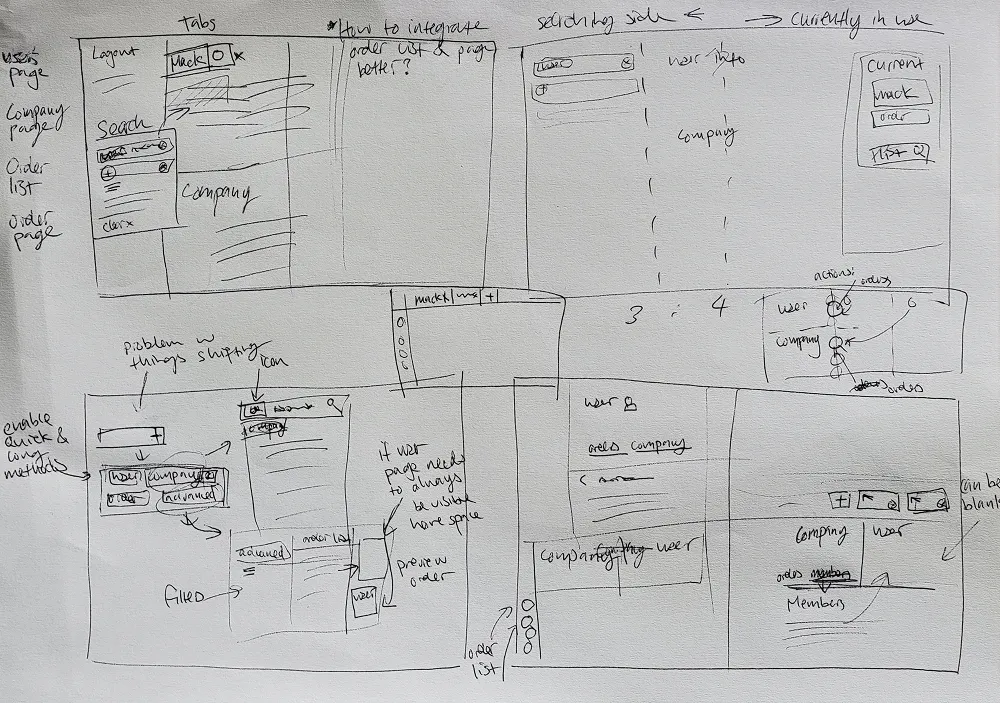 Tabs
*How to integrate
order list & page
better?
searching side ←
→ currently in use
users
page
Company
page
Order
list
Order
page
Logout
Mack
x
Search
+
clear x
Company
user
+
user info
company
Current
Mack
order
+ list
3 : 4
actions:
orders
user
company
orders
mack
+
problem w
things shifting
icon
enable
quick &
long
methods
+
user
company
order
advanced
company
advanced
order list
filled
if user
page needs
to always
be visible
have space
preview
order
user
user
orders company
company
user
order
list
+
can be
blank
company
user
orders
Members